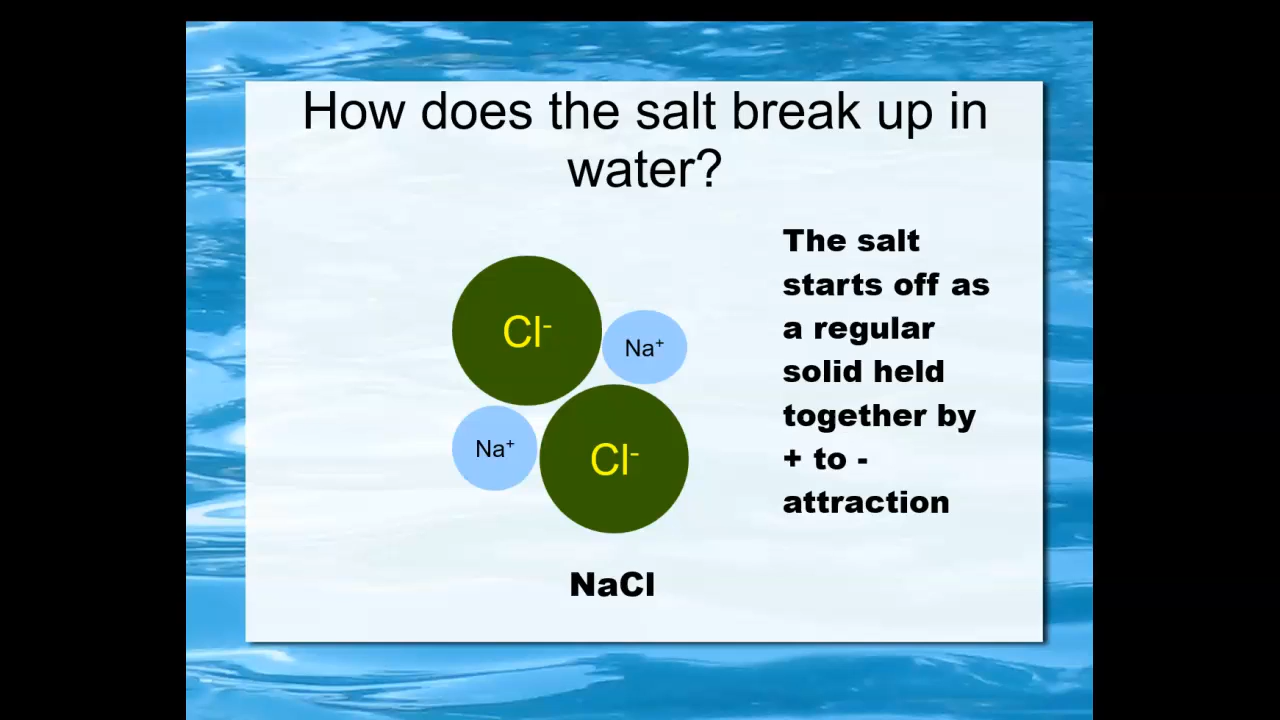 How does the salt break up in
water?
The salt
starts off as
a regular
solid held
together by
+ to -
attraction
Cl-
Na+
Na+
Cl-
NaCl